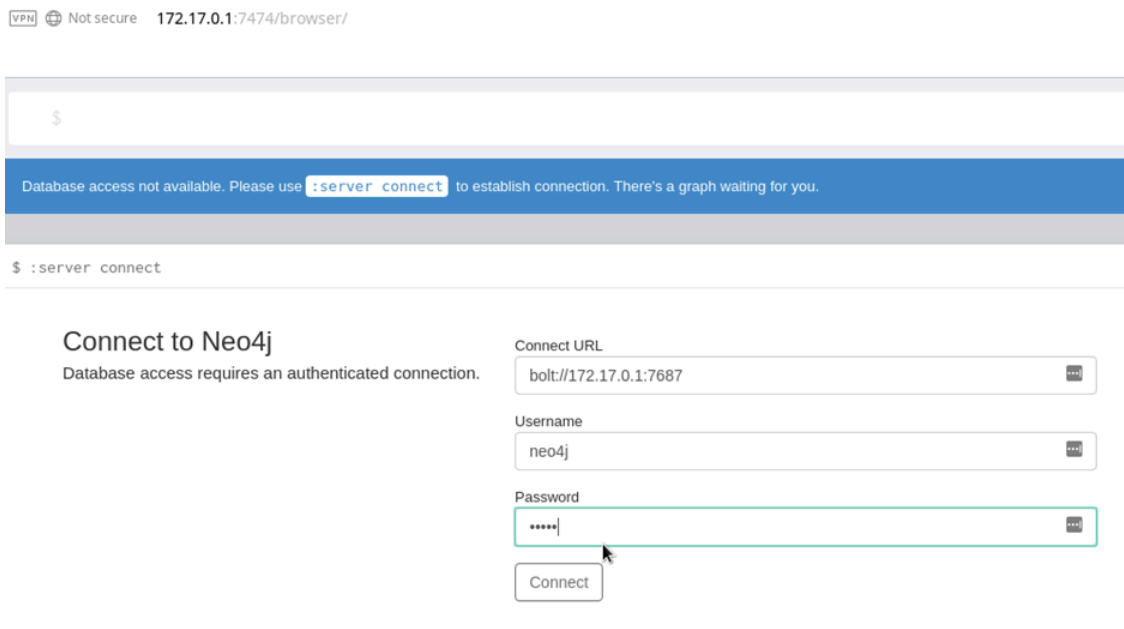 VPN Not secure 172.17.0.1:7474/browser/
$
Database access not available. Please use :server connect to establish connection. There's a graph waiting for you.
$ :server connect
Connect to Neo4j
Database access requires an authenticated connection.
Connect URL
bolt://172.17.0.1:7687
Username
neo4j
Password
•••••
Connect